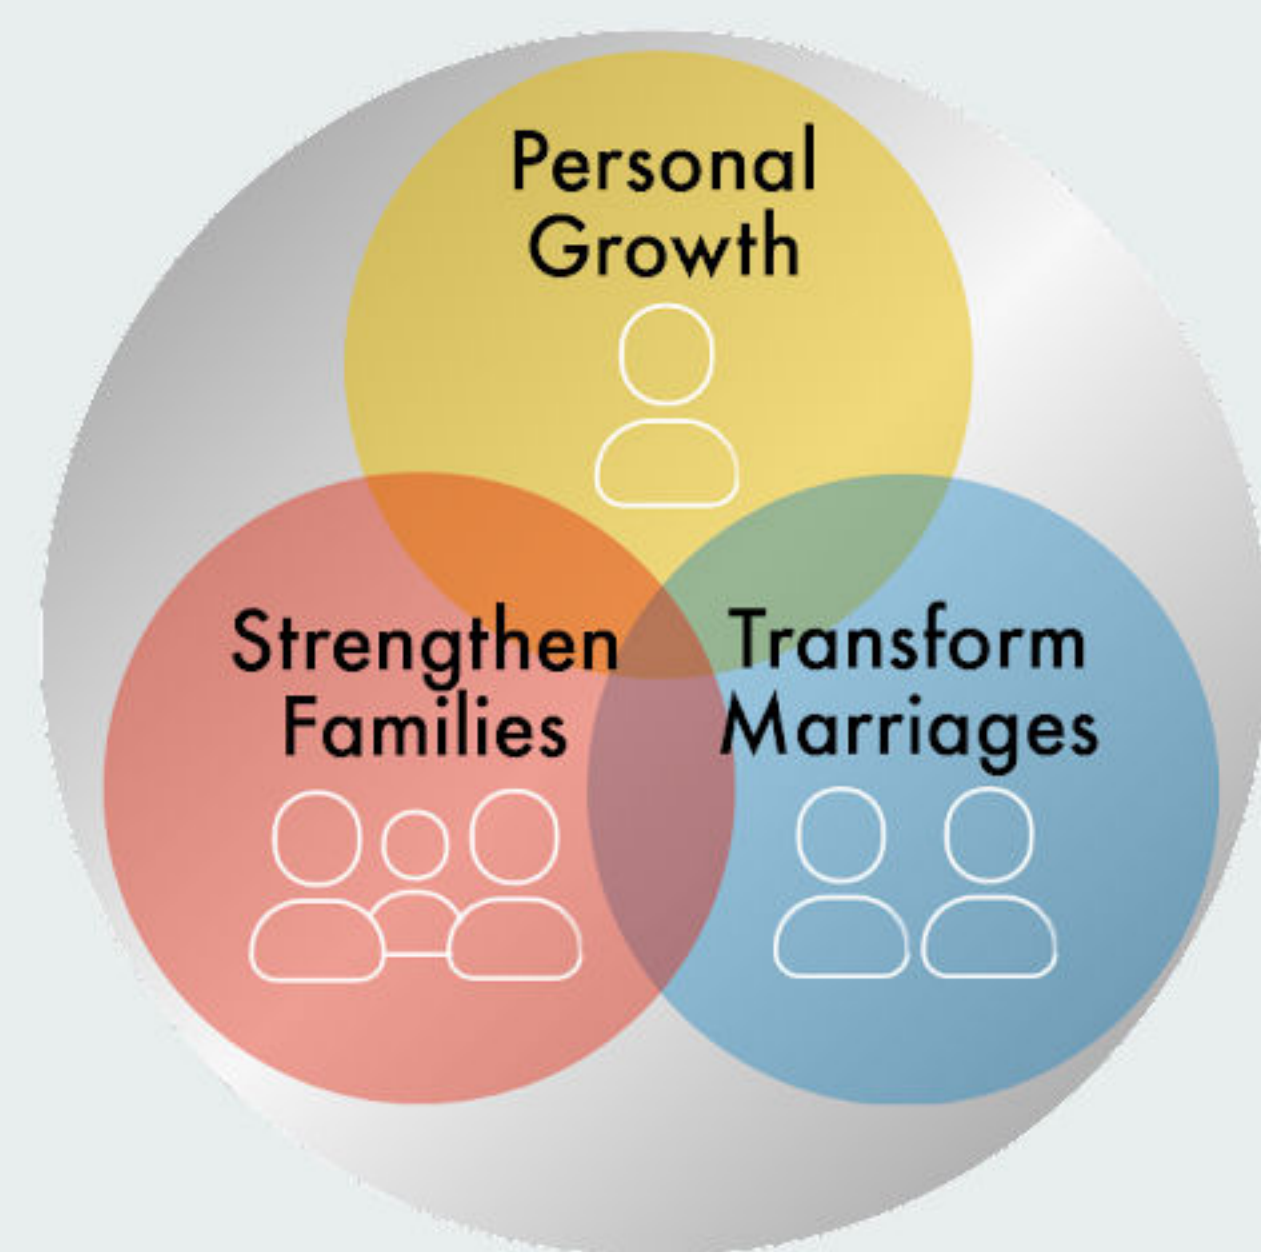 Personal
Growth
Strengthen
Families
Transform
Marriages